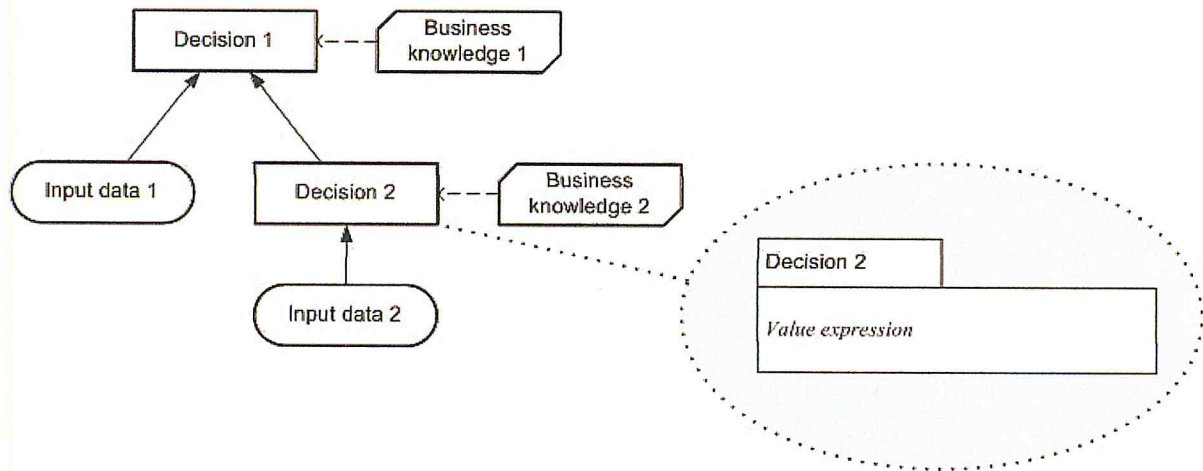 Decision 1
Business
knowledge 1
Input data 1
Decision 2
Business
knowledge 2
Input data 2
Decision 2
Value expression